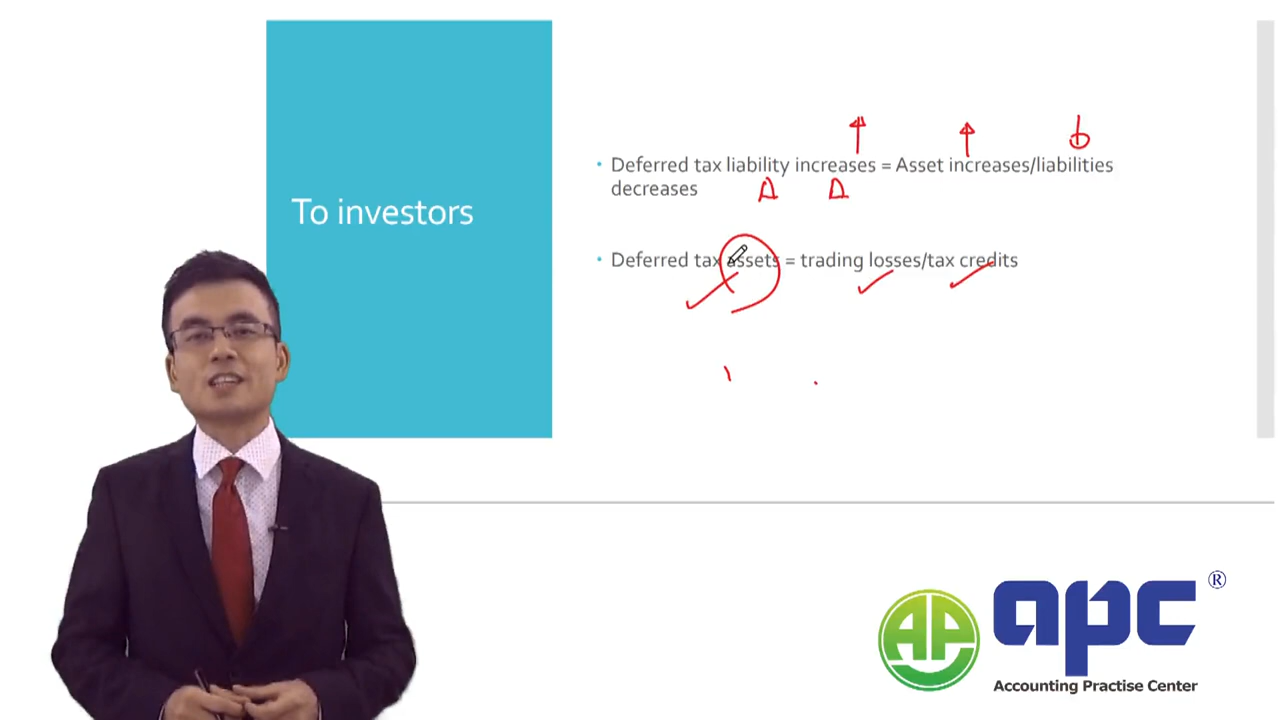 To investors
• Deferred tax liability increases = Asset increases/liabilities
decreases
• Deferred tax assets = trading losses/tax credits
AP
apc®
Accounting Practise Center